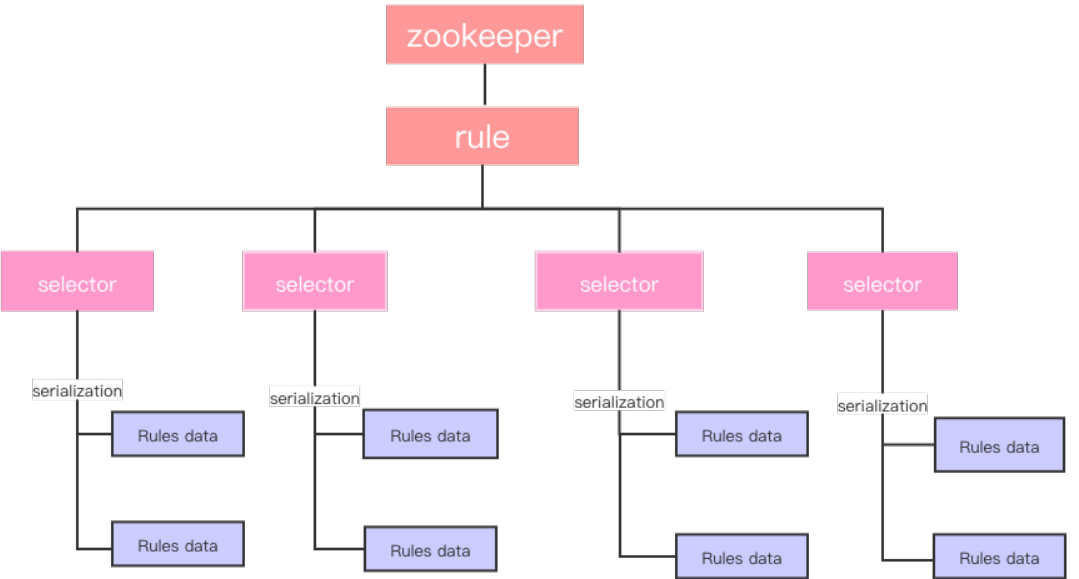 zookeeper
rule
selector
selector
selector
selector
serialization
serialization
serialization
serialization
Rules data
Rules data
Rules data
Rules data
Rules data
Rules data
Rules data
Rules data